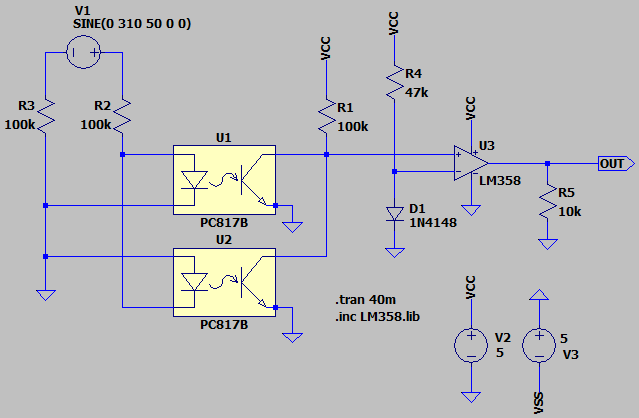 V1
SINE(0 310 50 0 0)
R3
100k
R2
100k
U1
PC817B
U2
PC817B
VCC
R1
100k
VCC
R4
47k
D1
1N4148
VCC
U3
LM358
OUT
R5
10k
.tran 40m
.inc LM358.lib
VCC
V2
5
5
V3
VSS